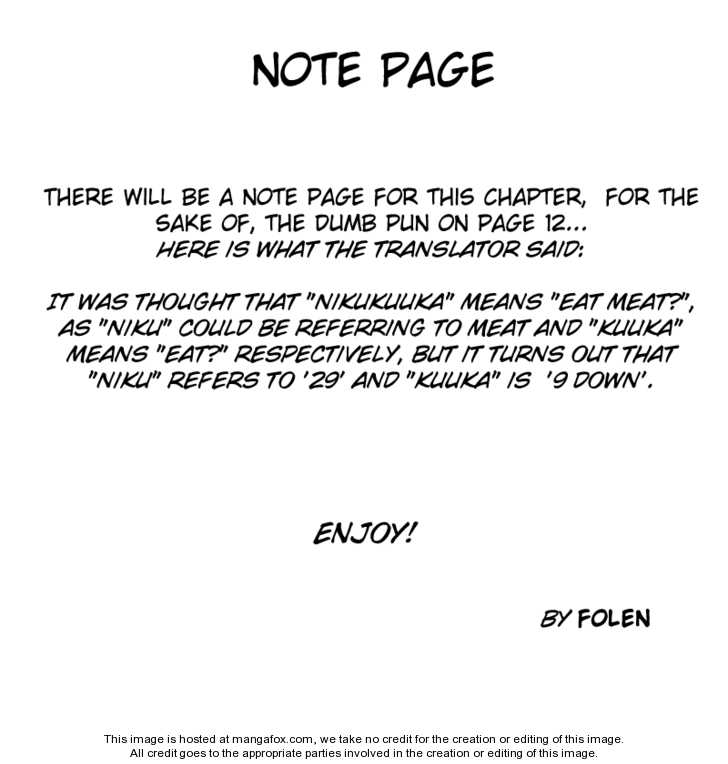 NOTE PAGE
THERE WILL BE A NOTE PAGE FOR THIS CHAPTER, FOR THE
SAKE OF, THE DUMB PUN ON PAGE 12...
HERE IS WHAT THE TRANSLATOR SAID:
IT WAS THOUGHT THAT "NIKUKUUKA" MEANS "EAT MEAT?",
AS "NIKU" COULD BE REFERRING TO MEAT AND "KUUKA"
MEANS "EAT?" RESPECTIVELY, BUT IT TURNS OUT THAT
"NIKU" REFERS TO '29' AND "KUUKA" IS '9 DOWN'.
ENJOY!
BY FOLEN
This image is hosted at mangafox.com, we take no credit for the creation or editing of this image.
All credit goes to the appropriate parties involved in the creation or editing of this image.